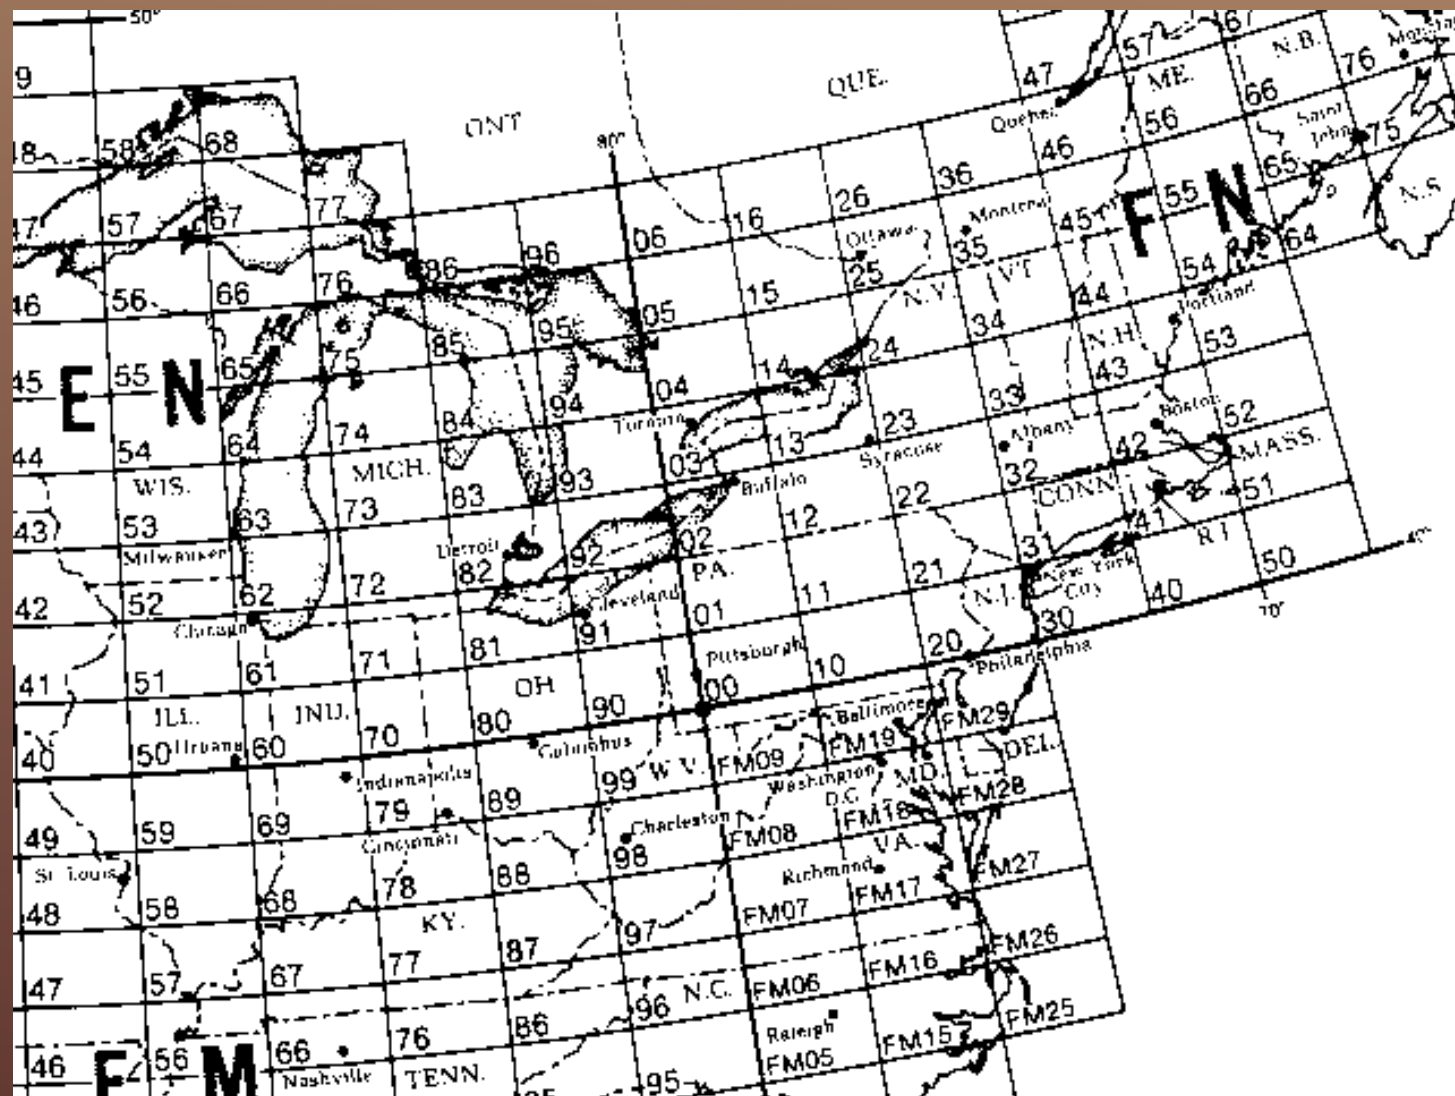 50°
9
47
57
67
N.B.
76
QUE.
ME.
66
ONT
Quebec
56
Saint
John
75
48
58
68
80°
46
36
65
F N
55
26
N.S.
77
16
Montreal
45
47
57
67
06
Ottawa
35
64
86
96
25
VT
54
76
15
N.Y.
44
Portland
46
56
66
05
34
N.H.
53
95
85
24
65
75
14
43
45
E N
55
04
33
Boston
94
84
Toronto
23
Albany
52
74
13
42
MASS.
64
03
Syracuse
32
44
54
MICH.
93
Buffalo
22
CONN
51
WIS.
83
12
41
R I
73
02
31
43
53
63
Detroit
92
PA.
21
New York
City
50
40°
Milwaukee
82
11
N.J.
40
70°
72
Cleveland
01
30
42
52
62
91
20
Philadelphia
Chicago
81
Pittsburgh
10
71
00
41
51
61
OH
Baltimore
FM29
ILL.
IND.
90
80
FM19
DEL.
70
Columbus
W V.
FM09
40
50
Urbana
60
99
Washington
D.C.
MD.
FM28
Indianapolis
89
79
Charleston
FM08
FM18
49
59
69
Cincinnati
98
VA.
St Louis
88
Richmond
FM17
FM27
78
FM07
48
58
68
KY.
97
87
FM26
77
FM16
47
57
67
N.C.
FM06
96
86
FM25
76
Raleigh
FM15
46
F M
56
66
Nashville
TENN.
FM05
95